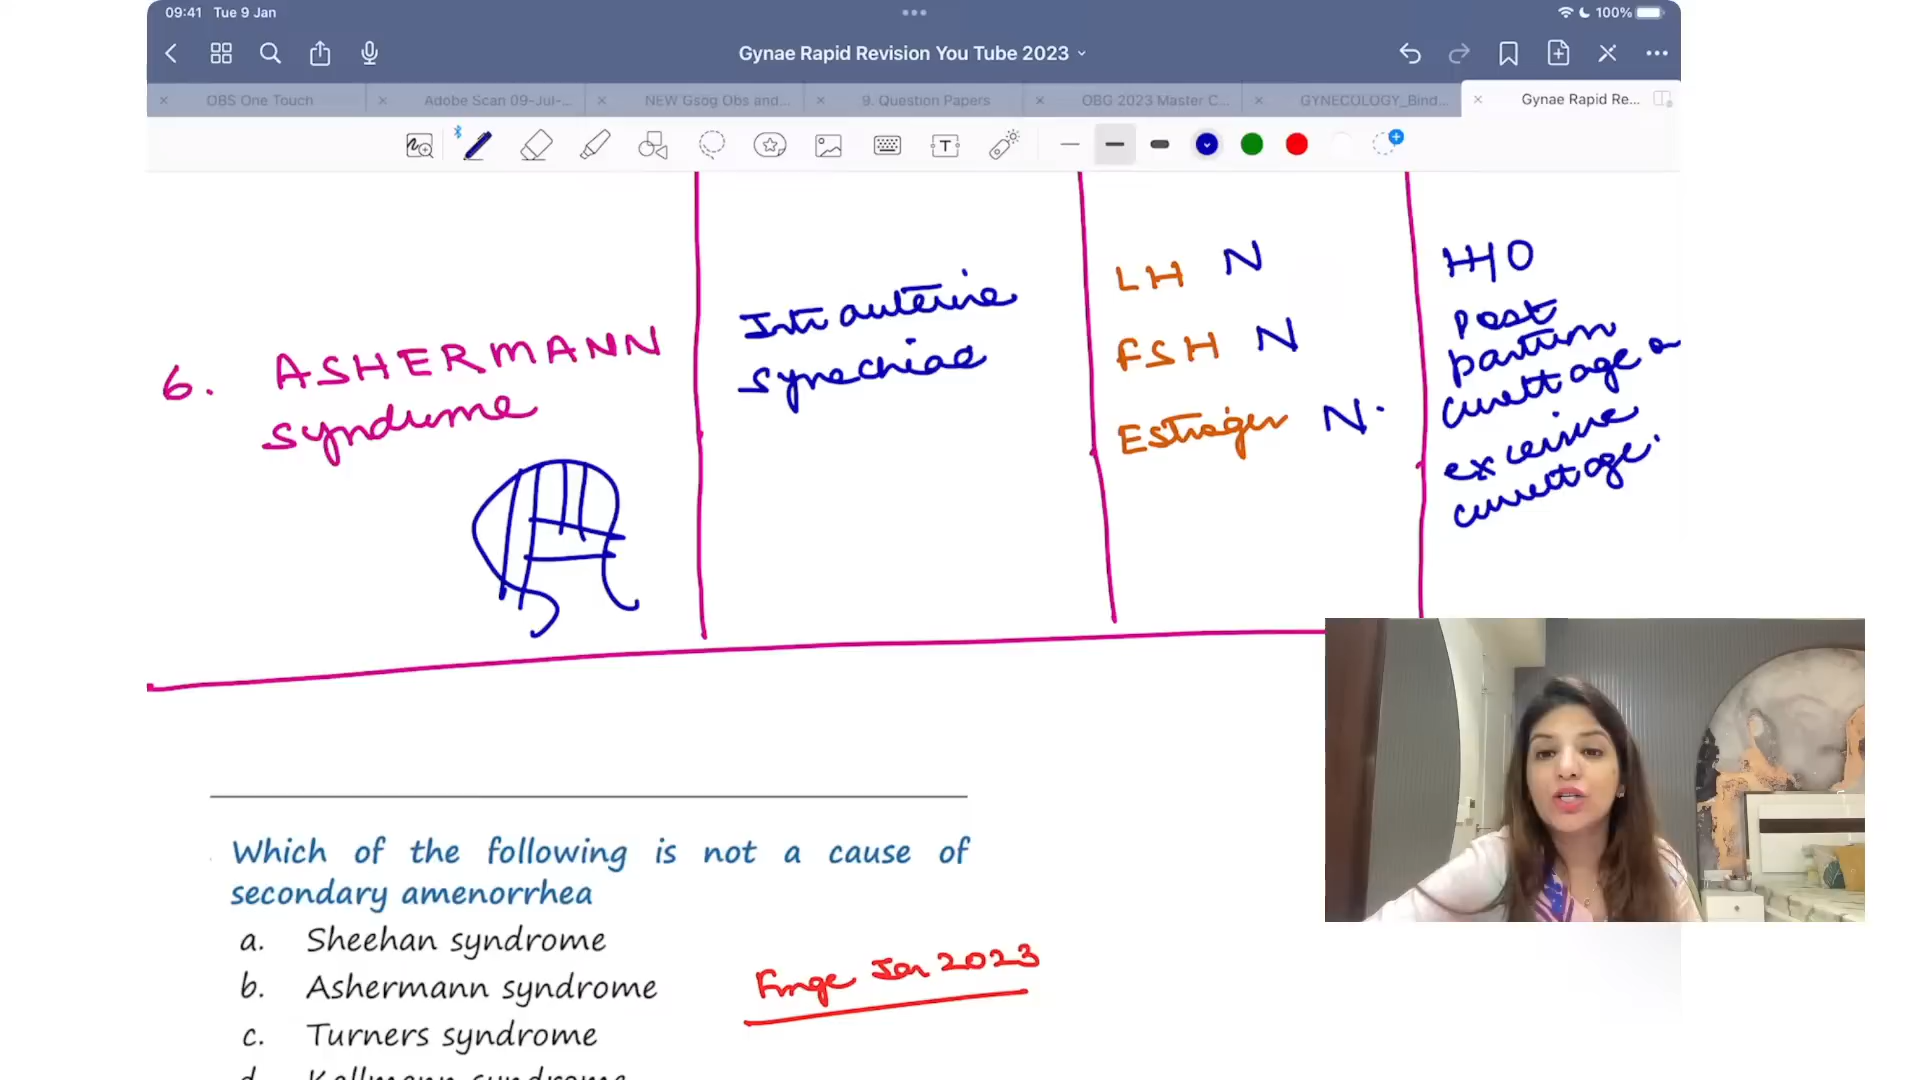 09:41 Tue 9 Jan
100%
Gynae Rapid Revision You Tube 2023
OBS One Touch
Adobe Scan 09-Jul-...
NEW Gsog Obs and...
9. Question Papers
OBG 2023 Master C...
GYNECOLOGY_Bind...
Gynae Rapid Re...
T
6. ASHERMANN
syndrome
Intrauterine
synechiae
LH N
FSH N
Estrogen N.
H/O
Post
partum
curettage or
excessive
curettage.
Which of the following is not a cause of
secondary amenorrhea
a. Sheehan syndrome
b. Ashermann syndrome
c. Turners syndrome
d. Kallmann syndrome
Fmge Jan 2023